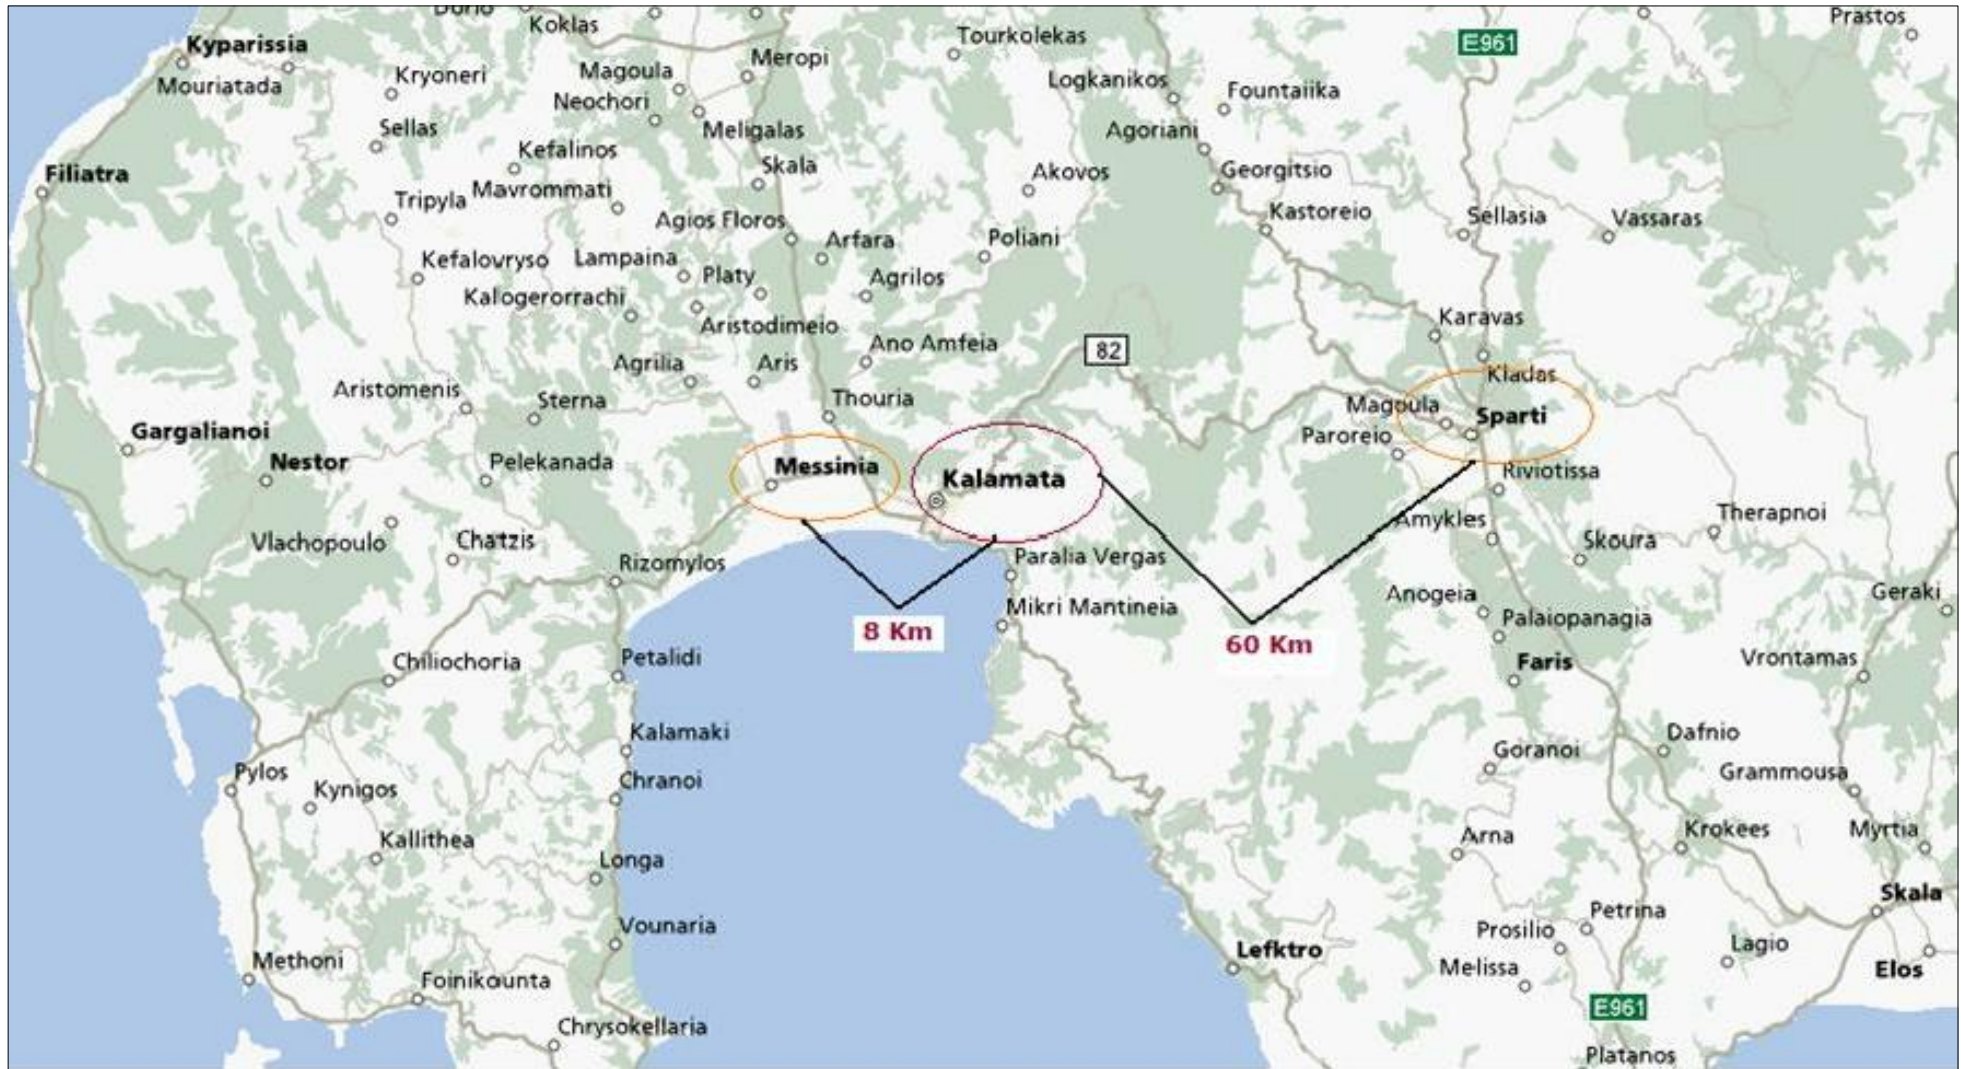 Dorio
Koklas
Prastos
Kyparissia
Mouriatada
Kryoneri
Magoula
Meropi
Tourkolekas
E961
Neochori
Logkanikos
Fountaiika
Sellas
Meligalas
Agoriani
Kefalinos
Skala
Filiatra
Akovos
Georgitsio
Tripyla
Mavrommati
Agios Floros
Kastoreio
Sellasia
Vassaras
Arfara
Poliani
Kefalovryso
Lampaina
Platy
Agrilos
Kalogerorrachi
Aristodimeio
Karavas
Ano Amfeia
82
Agrilia
Aris
Kladas
Aristomenis
Sterna
Thouria
Magoula
Sparti
Gargalianoi
Paroreio
Nestor
Pelekanada
Messinia
Kalamata
Riviotissa
Amykles
Therapnoi
Vlachopoulo
Chatzis
Skoura
Rizomylos
Paralia Vergas
Anogeia
Geraki
Mikri Mantineia
Palaiopanagia
8 Km
60 Km
Chiliochoria
Petalidi
Faris
Vrontamas
Kalamaki
Dafnio
Goranoi
Pylos
Kynigos
Chranoi
Grammousa
Kallithea
Arna
Krokees
Myrtia
Longa
Skala
Vounaria
Petrina
Prosilio
Lefktro
Lagio
Methoni
Melissa
Elos
Foinikounta
E961
Chrysokellaria
Platanos